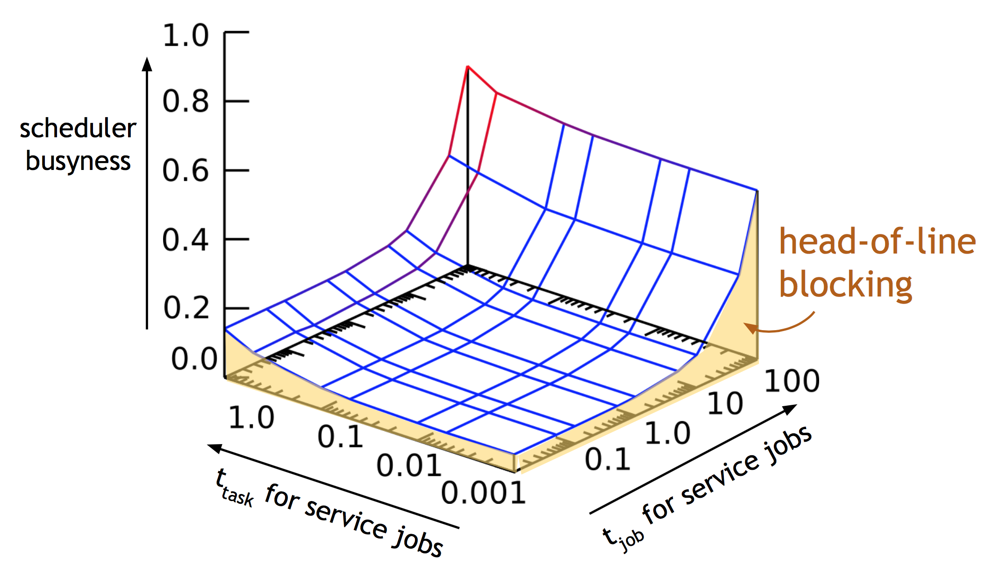 1.0
0.8
0.6
0.4
0.2
0.0
scheduler
busyness
head-of-line
blocking
1.0
0.1
0.01
0.001
t_task for service jobs
0.1
1.0
10
100
t_job for service jobs